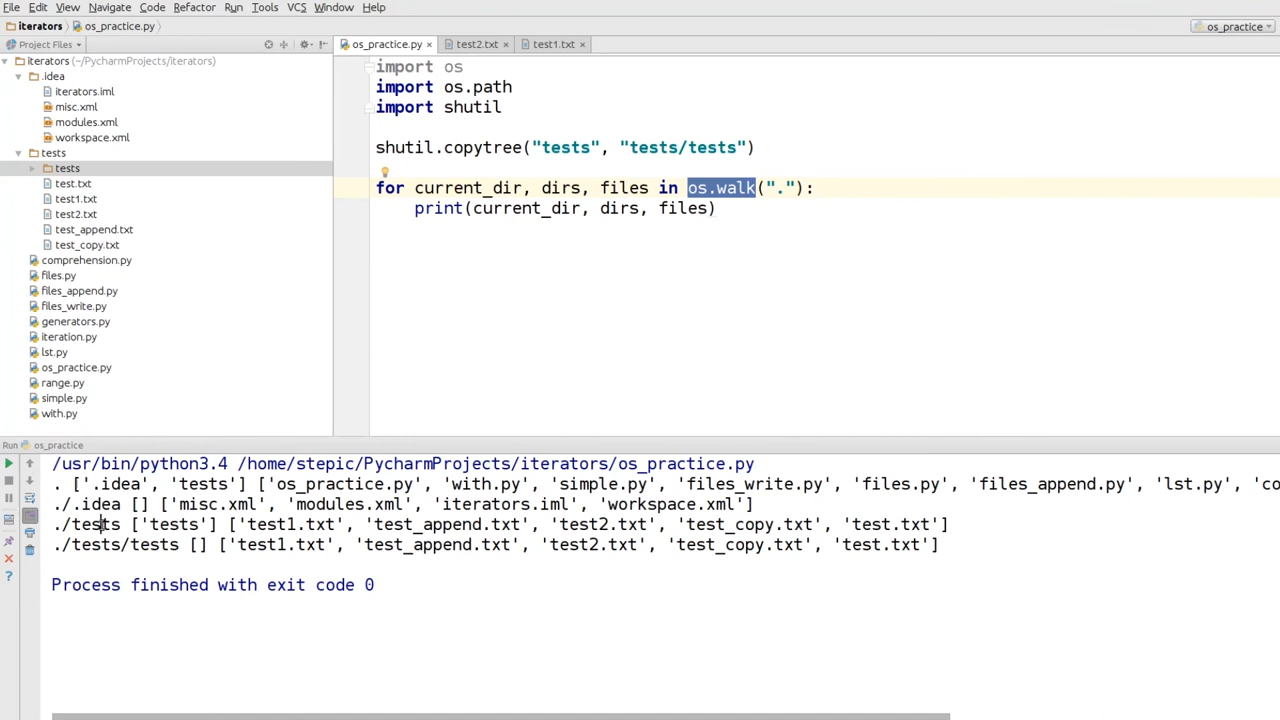 File Edit View Navigate Code Refactor Run Tools VCS Window Help
iterators os_practice.py os_practice
Project Files os_practice.py test2.txt test1.txt
iterators (~/PycharmProjects/iterators)
.idea
iterators.iml
misc.xml
modules.xml
workspace.xml
tests
tests
test.txt
test1.txt
test2.txt
test_append.txt
test_copy.txt
comprehension.py
files.py
files_append.py
files_write.py
generators.py
iteration.py
lst.py
os_practice.py
range.py
simple.py
with.py
import os
import os.path
import shutil
shutil.copytree("tests", "tests/tests")
for current_dir, dirs, files in os.walk("."):
print(current_dir, dirs, files)
Run os_practice
/usr/bin/python3.4 /home/stepic/PycharmProjects/iterators/os_practice.py
. ['.idea', 'tests'] ['os_practice.py', 'with.py', 'simple.py', 'files_write.py', 'files.py', 'files_append.py', 'lst.py', 'co
./.idea [] ['misc.xml', 'modules.xml', 'iterators.iml', 'workspace.xml']
./tests ['tests'] ['test1.txt', 'test_append.txt', 'test2.txt', 'test_copy.txt', 'test.txt']
./tests/tests [] ['test1.txt', 'test_append.txt', 'test2.txt', 'test_copy.txt', 'test.txt']
Process finished with exit code 0